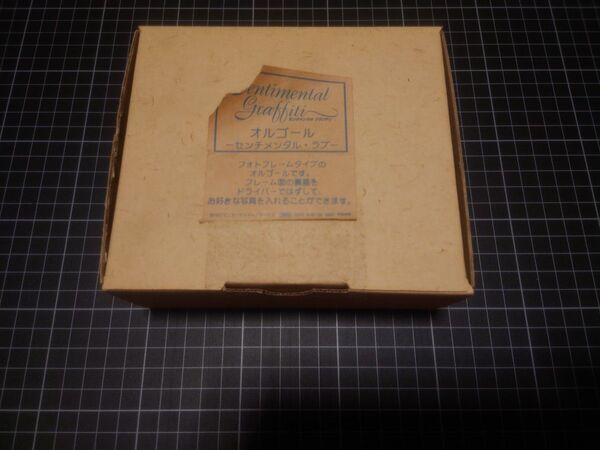 Sentimental
Graffiti
オルゴール
ーセンチメンタル・ラブー
フォトフレームタイプの
オルゴールです。
フレーム部の裏蓋を
ドライバーではずして、
お好きな写真を入れることができます。